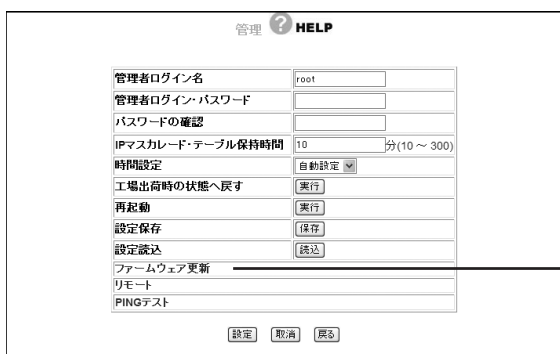 管理 ? HELP
管理者ログイン名 root
管理者ログイン・パスワード
パスワードの確認
IPマスカレード・テーブル保持時間 10 分(10 ～ 300)
時間設定 自動設定
工場出荷時の状態へ戻す 実行
再起動 実行
設定保存 保存
設定読込 読込
ファームウェア更新
リモート
PINGテスト
設定 取消 戻る